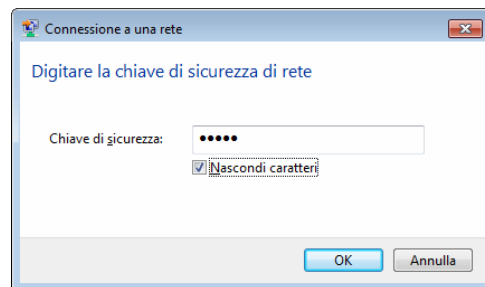 Connessione a una rete
Digitare la chiave di sicurezza di rete
Chiave di sicurezza: •••••
Nascondi caratteri
OK Annulla